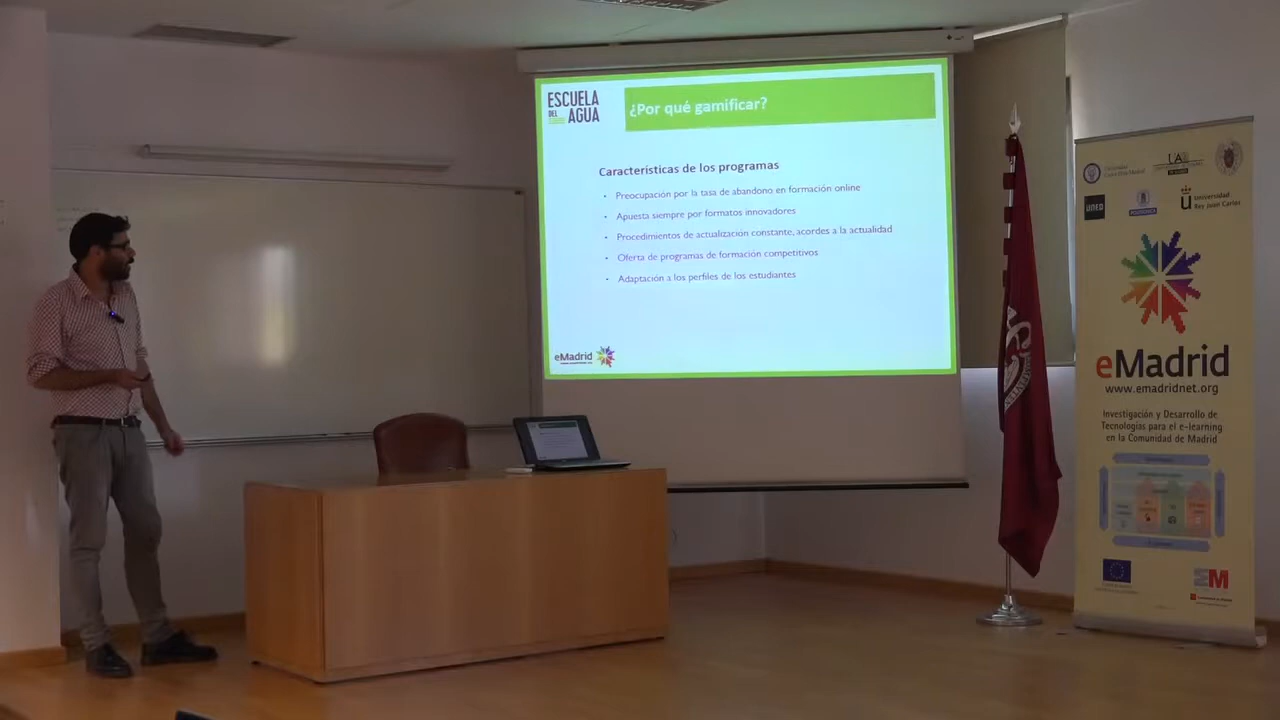 ESCUELA
DEL
AGUA
¿Por qué gamificar?
Características de los programas
• Preocupación por la tasa de abandono en formación online
• Apuesta siempre por formatos innovadores
• Procedimientos de actualización constante, acordes a la actualidad
• Oferta de programas de formación competitivos
• Adaptación a los perfiles de los estudiantes
eMadrid
UNED
Universidad
Rey Juan Carlos
eMadrid
www.emadridnet.org
Investigación y Desarrollo de
Tecnologías para el e-learning
en la Comunidad de Madrid